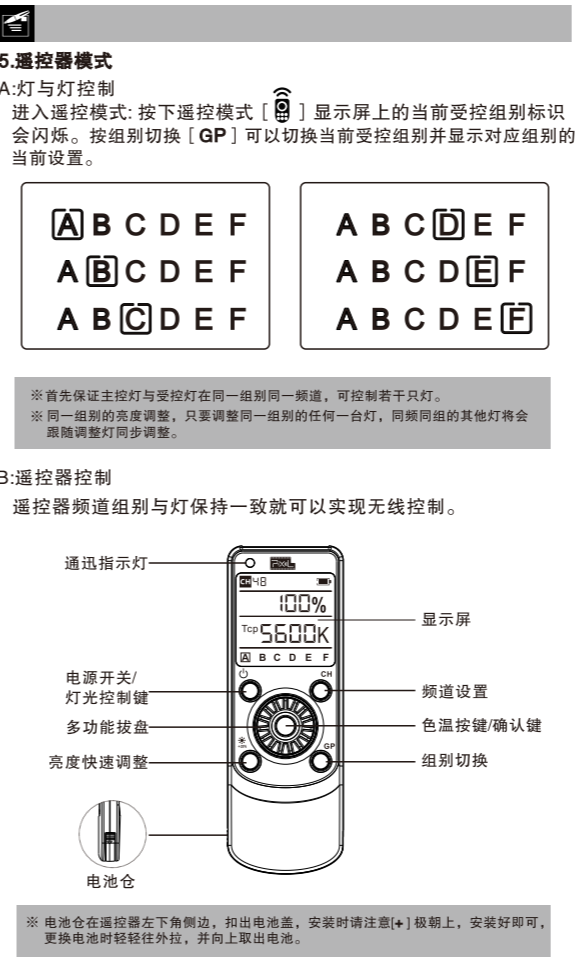 5.遥控器模式
A:灯与灯控制
进入遥控模式: 按下遥控模式 [ ] 显示屏上的当前受控组别标识
会闪烁。按组别切换 [ GP ] 可以切换当前受控组别并显示对应组别的
当前设置。
A B C D E F
A B C D E F
A B C D E F
A B C D E F
A B C D E F
A B C D E F
※首先保证主控灯与受控灯在同一组别同一频道，可控制若干只灯。
※ 同一组别的亮度调整，只要调整同一组别的任何一台灯，同频同组的其他灯将会
跟随调整灯同步调整。
B:遥控器控制
遥控器频道组别与灯保持一致就可以实现无线控制。
通迅指示灯
PIXEL
CH 48
100%
Tcp 5600K
A B C D E F
CH
GP
显示屏
电源开关/
灯光控制键
频道设置
多功能拔盘
色温按键/确认键
亮度快速调整
组别切换
电池仓
※ 电池仓在遥控器左下角侧边，扣出电池盖，安装时请注意[+] 极朝上，安装好即可，
更换电池时轻轻往外拉，并向上取出电池。